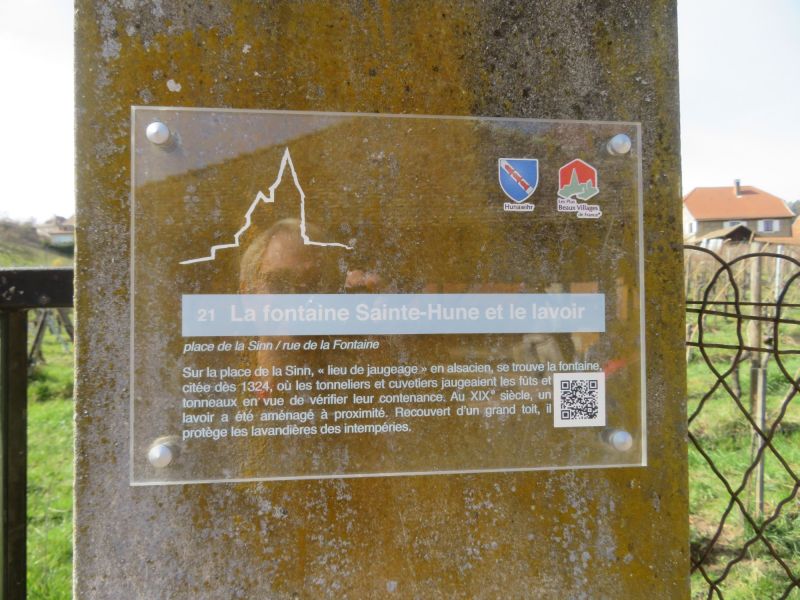 Hunawihr
Les Plus
Beaux Villages
de France
21 La fontaine Sainte-Hune et le lavoir
place de la Sinn / rue de la Fontaine
Sur la place de la Sinn, « lieu de jaugeage » en alsacien, se trouve la fontaine,
citée dès 1324, où les tonneliers et cuvetiers jaugeaient les fûts et
tonneaux en vue de vérifier leur contenance. Au XIXe siècle, un
lavoir a été aménagé à proximité. Recouvert d'un grand toit, il
protège les lavandières des intempéries.